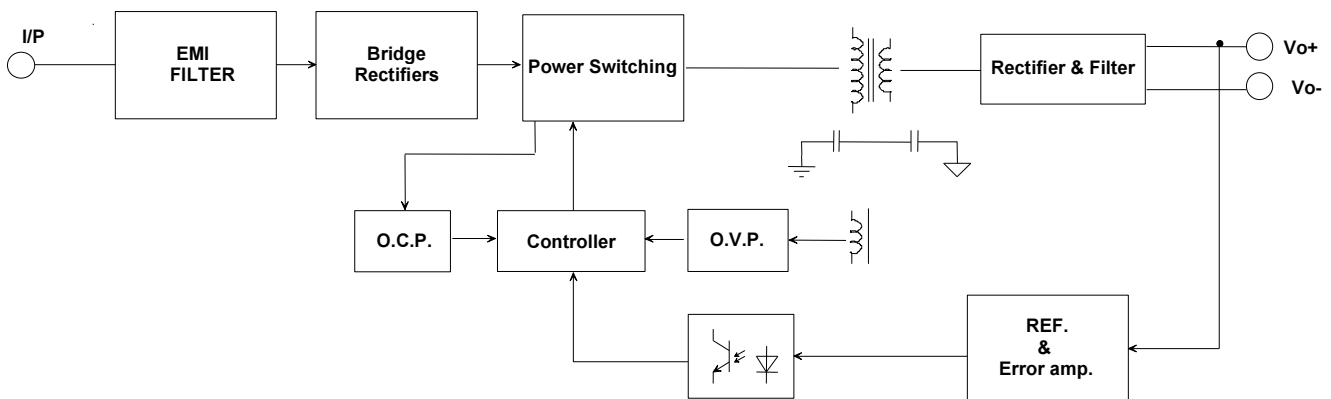 I/P
EMI
FILTER
Bridge
Rectifiers
Power Switching
Rectifier & Filter
Vo+
Vo-
O.C.P.
Controller
O.V.P.
REF.
&
Error amp.